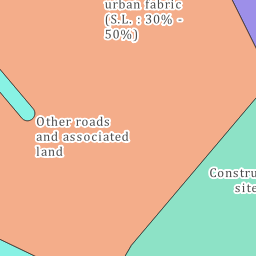 urban fabric
(S.L. : 30% -
50%)
Other roads
and associated
land
Constru
site